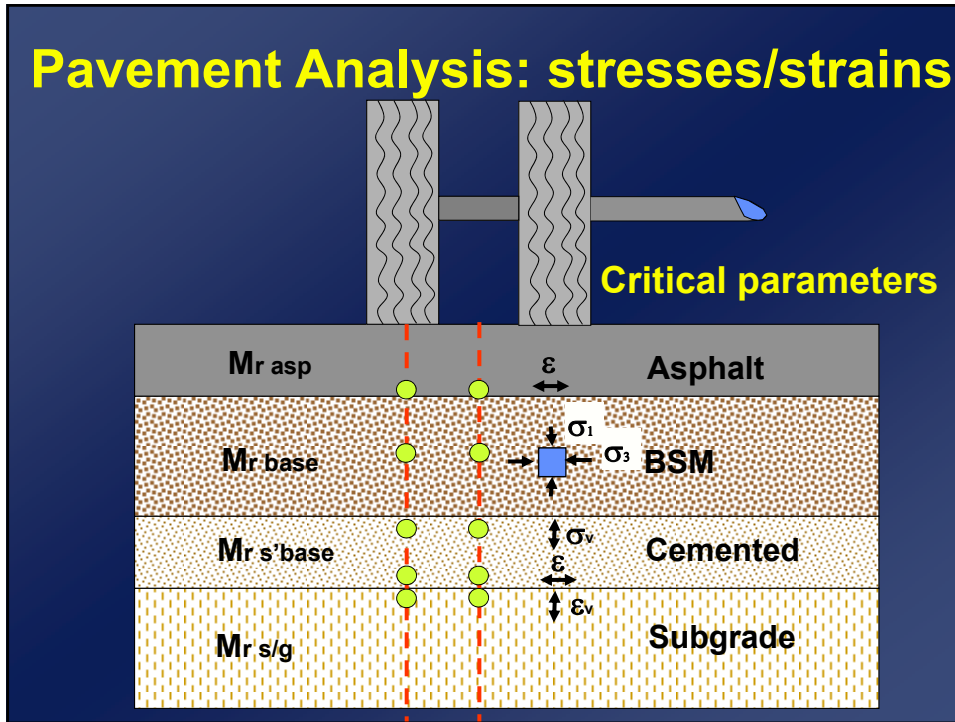 Pavement Analysis: stresses/strains
Critical parameters
Mr asp
ε
Asphalt
σ1
Mr base
σ3
BSM
Mr s'base
σv
Cemented
ε
εv
Mr s/g
Subgrade